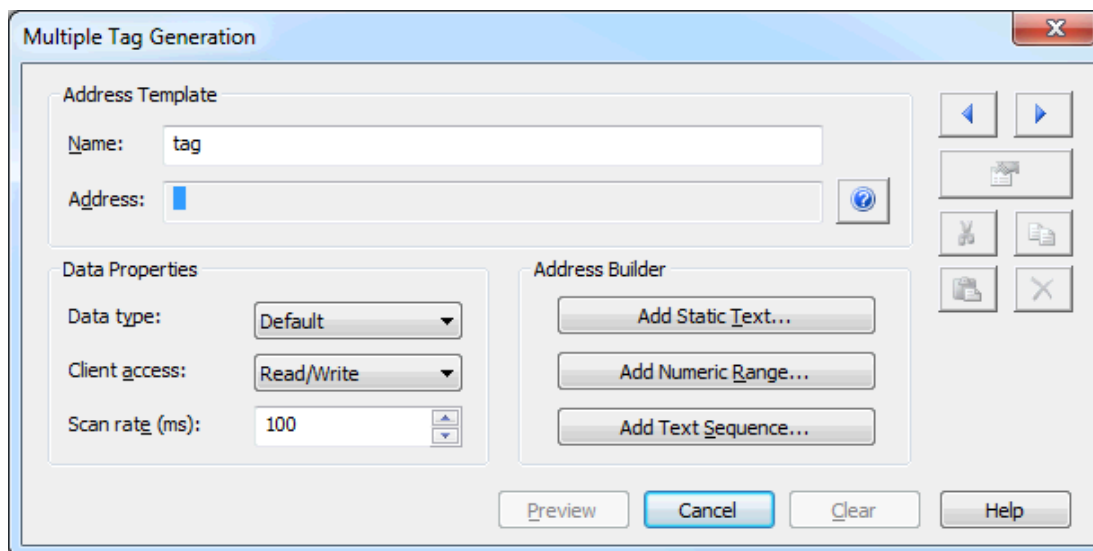 Multiple Tag Generation
Address Template
Name: tag
Address:
Data Properties
Data type: Default
Client access: Read/Write
Scan rate (ms): 100
Address Builder
Add Static Text...
Add Numeric Range...
Add Text Sequence...
Preview Cancel Clear Help